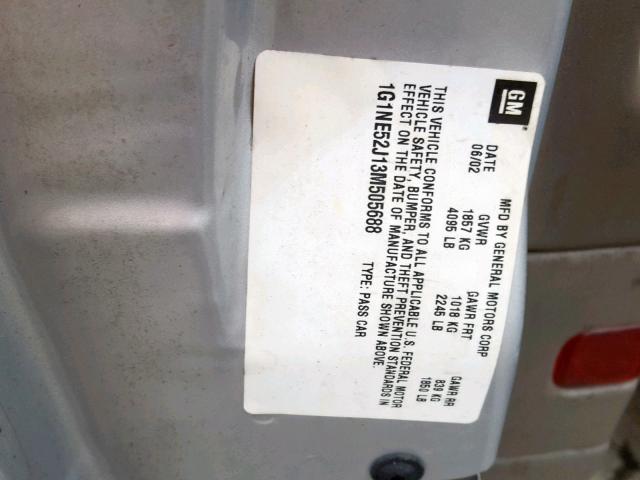 GM
MFD BY GENERAL MOTORS CORP
DATE GVWR GAWR FRT GAWR RR
06/02 1857 KG 1018 KG 839 KG
4095 LB 2245 LB 1850 LB
THIS VEHICLE CONFORMS TO ALL APPLICABLE U.S. FEDERAL MOTOR
VEHICLE SAFETY, BUMPER, AND THEFT PREVENTION STANDARDS IN
EFFECT ON THE DATE OF MANUFACTURE SHOWN ABOVE.
1G1NE52J13M505688 TYPE: PASS CAR